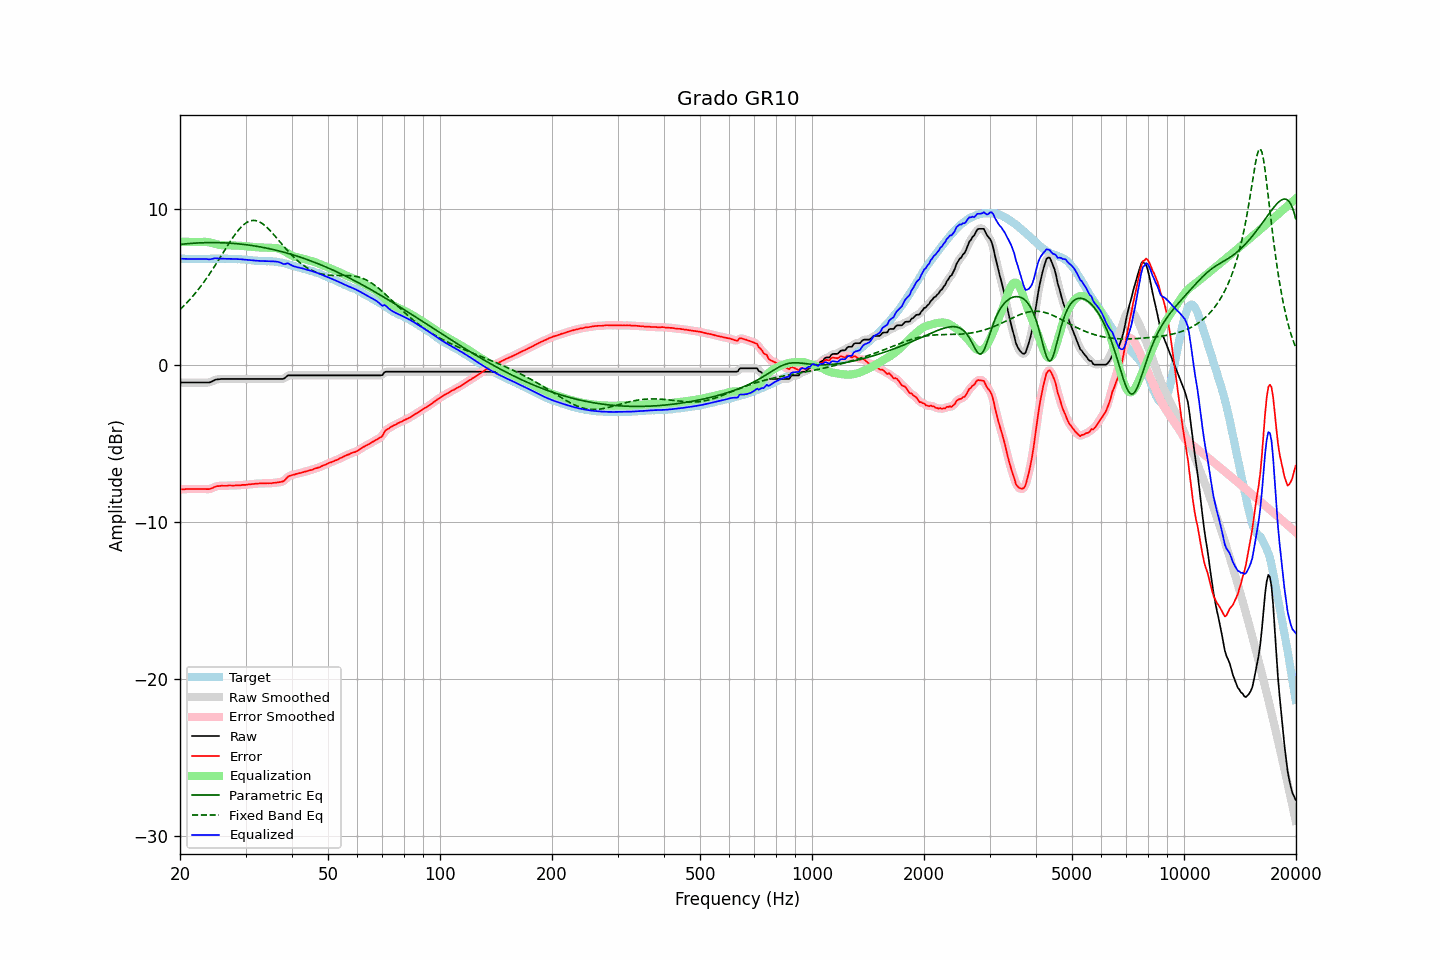 Grado GR10
Amplitude (dBr)
10
0
−10
−20
−30
Target
Raw Smoothed
Error Smoothed
Raw
Error
Equalization
Parametric Eq
Fixed Band Eq
Equalized
20 50 100 200 500 1000 2000 5000 10000 20000
Frequency (Hz)